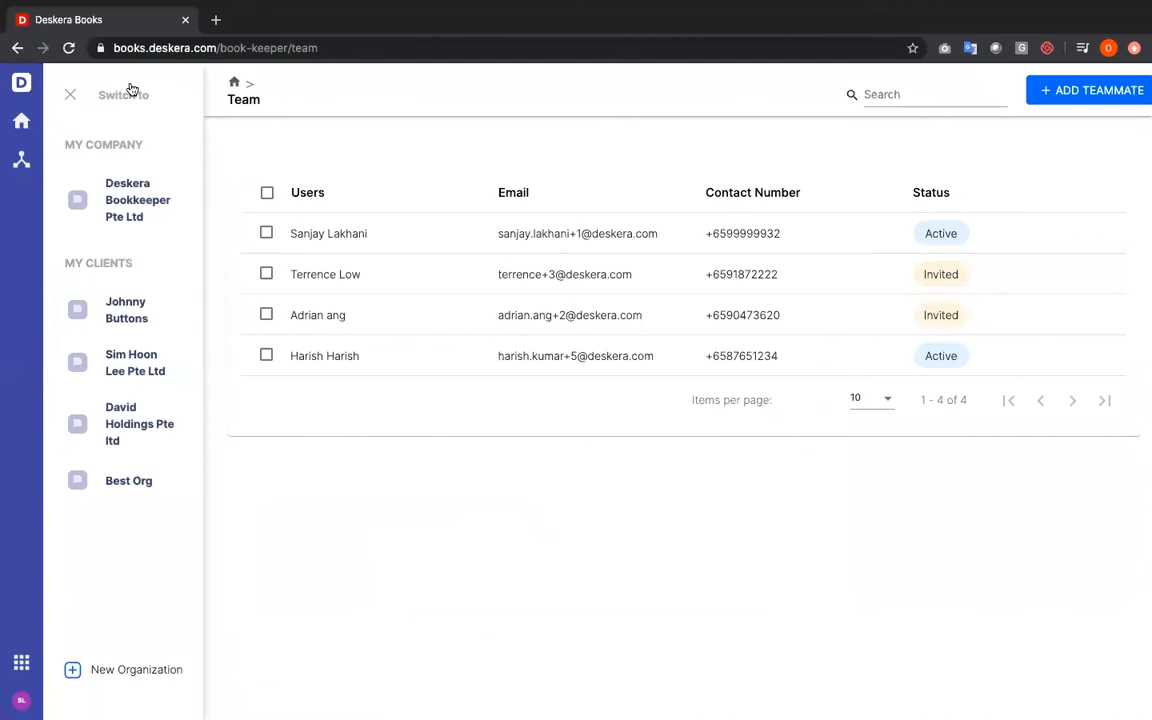 D Deskera Books
books.deskera.com/book-keeper/team
G
D
D
Switch to
MY COMPANY
Deskera
Bookkeeper
Pte Ltd
MY CLIENTS
Johnny
Buttons
Sim Hoon
Lee Pte Ltd
David
Holdings Pte
ltd
Best Org
New Organization
SL
>
Team
Search
+ ADD TEAMMATE
Users Email Contact Number Status
Sanjay Lakhani sanjay.lakhani+1@deskera.com +6599999932 Active
Terrence Low terrence+3@deskera.com +6591872222 Invited
Adrian ang adrian.ang+2@deskera.com +6590473620 Invited
Harish Harish harish.kumar+5@deskera.com +6587651234 Active
Items per page: 10 1 - 4 of 4